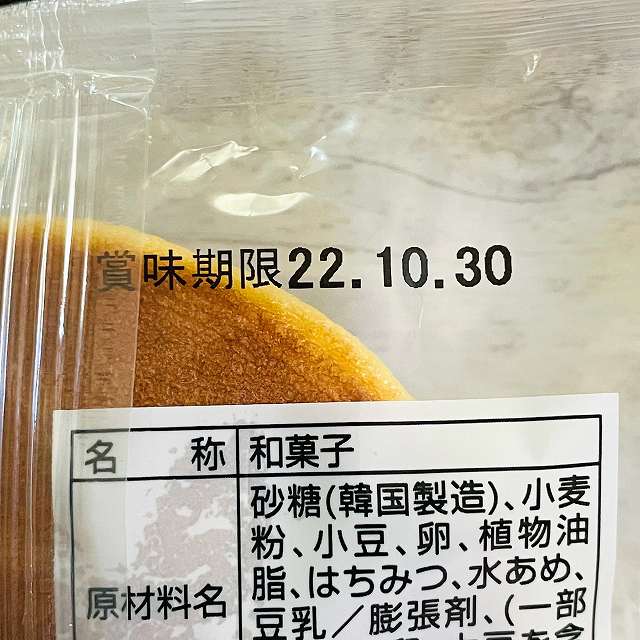 賞味期限22.10.30
名 称 和菓子
原材料名
砂糖(韓国製造)、小麦
粉、小豆、卵、植物油
脂、はちみつ、水あめ、
豆乳／膨張剤、(一部